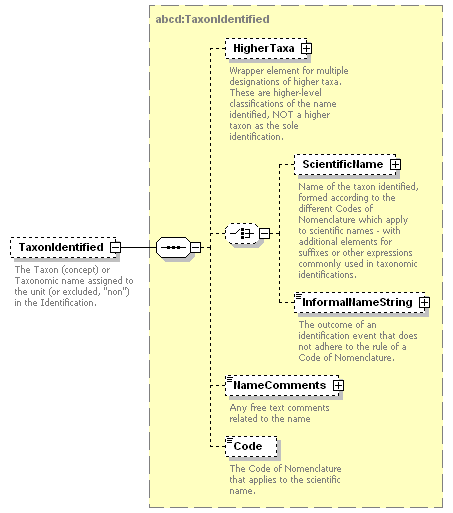 abcd:TaxonIdentified
HigherTaxa
Wrapper element for multiple
designations of higher taxa.
These are higher-level
classifications of the name
identified, NOT a higher
taxon as the sole
identification.
ScientificName
Name of the taxon identified,
formed according to the
different Codes of
Nomenclature which apply
to scientific names - with
additional elements for
suffixes or other expressions
commonly used in taxonomic
identifications.
TaxonIdentified
The Taxon (concept) or
Taxonomic name assigned to
the unit (or excluded, "non")
in the Identification.
InformalNameString
The outcome of an
identification event that does
not adhere to the rule of a
Code of Nomenclature.
NameComments
Any free text comments
related to the name
Code
The Code of Nomenclature
that applies to the scientific
name.